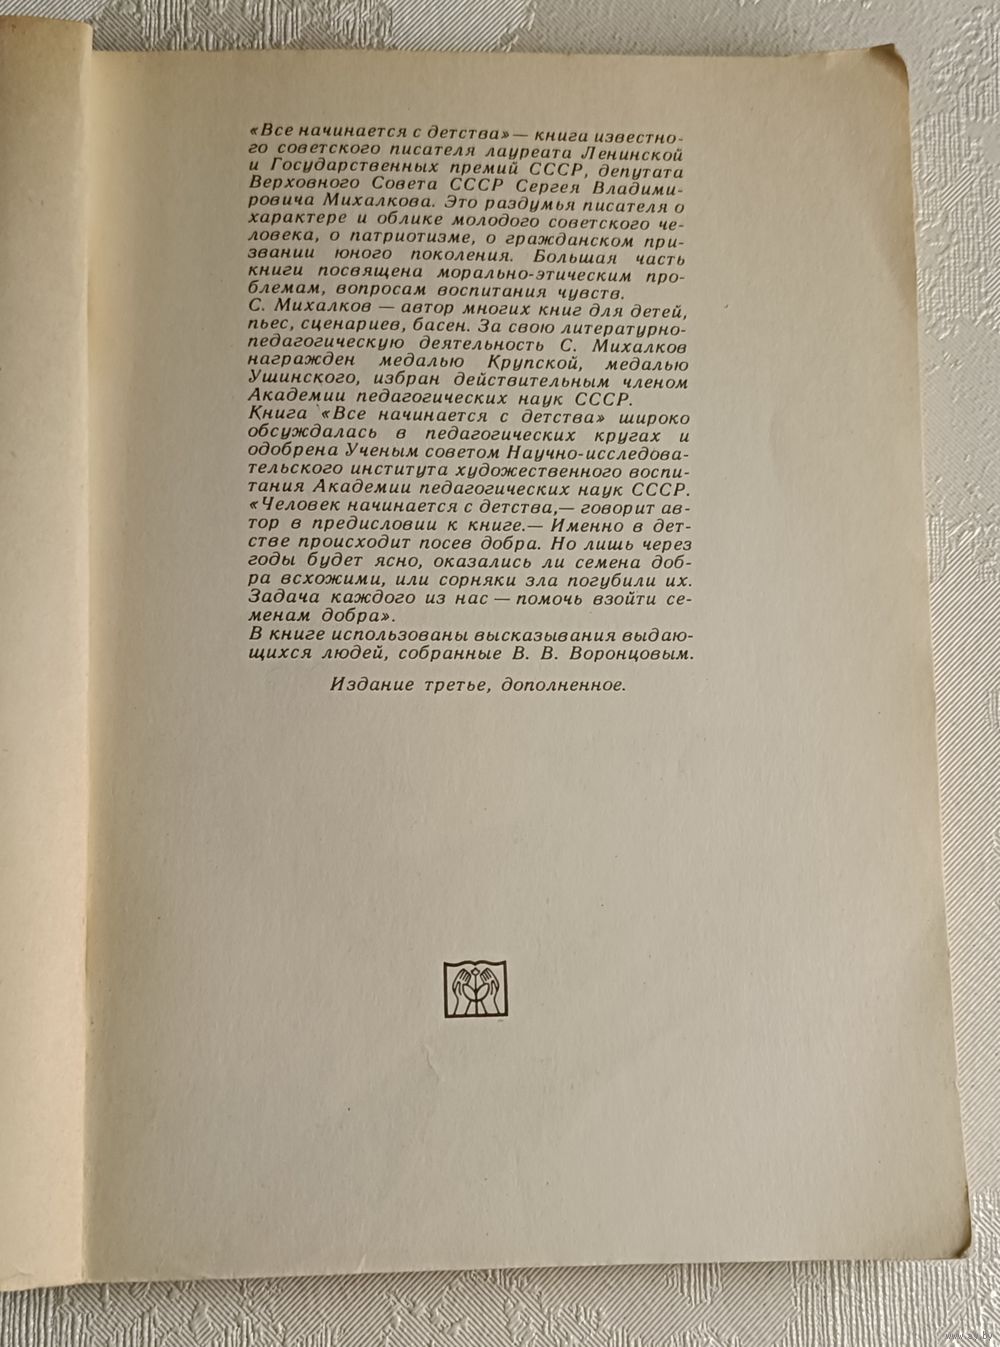 «Все начинается с детства» — книга известно-
го советского писателя лауреата Ленинской
и Государственных премий СССР, депутата
Верховного Совета СССР Сергея Владими-
ровича Михалкова. Это раздумья писателя о
характере и облике молодого советского че-
ловека, о патриотизме, о гражданском при-
звании юного поколения. Большая часть
книги посвящена морально-этическим про-
блемам, вопросам воспитания чувств.
С. Михалков — автор многих книг для детей,
пьес, сценариев, басен. За свою литературно-
педагогическую деятельность С. Михалков
награжден медалью Крупской, медалью
Ушинского, избран действительным членом
Академии педагогических наук СССР.
Книга «Все начинается с детства» широко
обсуждалась в педагогических кругах и
одобрена Ученым советом Научно-исследова-
тельского института художественного воспи-
тания Академии педагогических наук СССР.
«Человек начинается с детства,— говорит ав-
тор в предисловии к книге.— Именно в дет-
стве происходит посев добра. Но лишь через
годы будет ясно, оказались ли семена доб-
ра всхожими, или сорняки зла погубили их.
Задача каждого из нас — помочь взойти се-
менам добра».
В книге использованы высказывания выдаю-
щихся людей, собранные В. В. Воронцовым.
Издание третье, дополненное.
www.ay.by